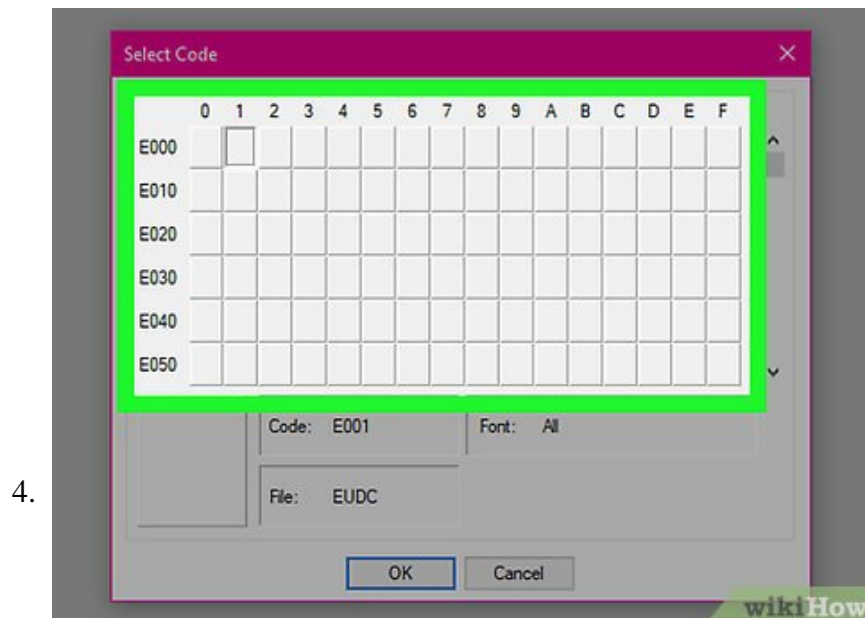 Select Code
0 1 2 3 4 5 6 7 8 9 A B C D E F
E000
E010
E020
E030
E040
E050
Code: E001 Font: All
File: EUDC
4.
OK Cancel
wikiHow